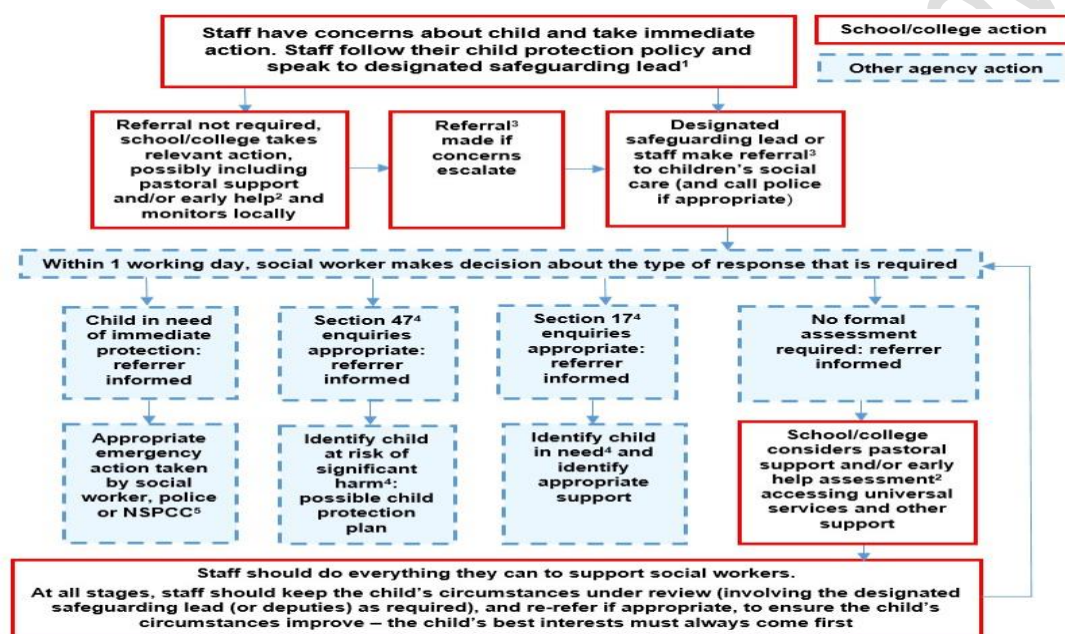 Staff have concerns about child and take immediate
action. Staff follow their child protection policy and
speak to designated safeguarding lead¹
School/college action
Other agency action
Referral not required,
school/college takes
relevant action,
possibly including
pastoral support
and/or early help² and
monitors locally
Referral³
made if
concerns
escalate
Designated
safeguarding lead or
staff make referral³
to children's social
care (and call police
if appropriate)
Within 1 working day, social worker makes decision about the type of response that is required
Child in need
of immediate
protection:
referrer
informed
Section 47⁴
enquiries
appropriate:
referrer
informed
Section 17⁴
enquiries
appropriate:
referrer
informed
No formal
assessment
required: referrer
informed
Appropriate
emergency
action taken
by social
worker, police
or NSPCC⁵
Identify child
at risk of
significant
harm⁴:
possible child
protection
plan
Identify child
in need⁴ and
identify
appropriate
support
School/college
considers pastoral
support and/or early
help assessment²
accessing universal
services and other
support
Staff should do everything they can to support social workers.
At all stages, staff should keep the child's circumstances under review (involving the designated
safeguarding lead (or deputies) as required), and re-refer if appropriate, to ensure the child's
circumstances improve – the child's best interests must always come first